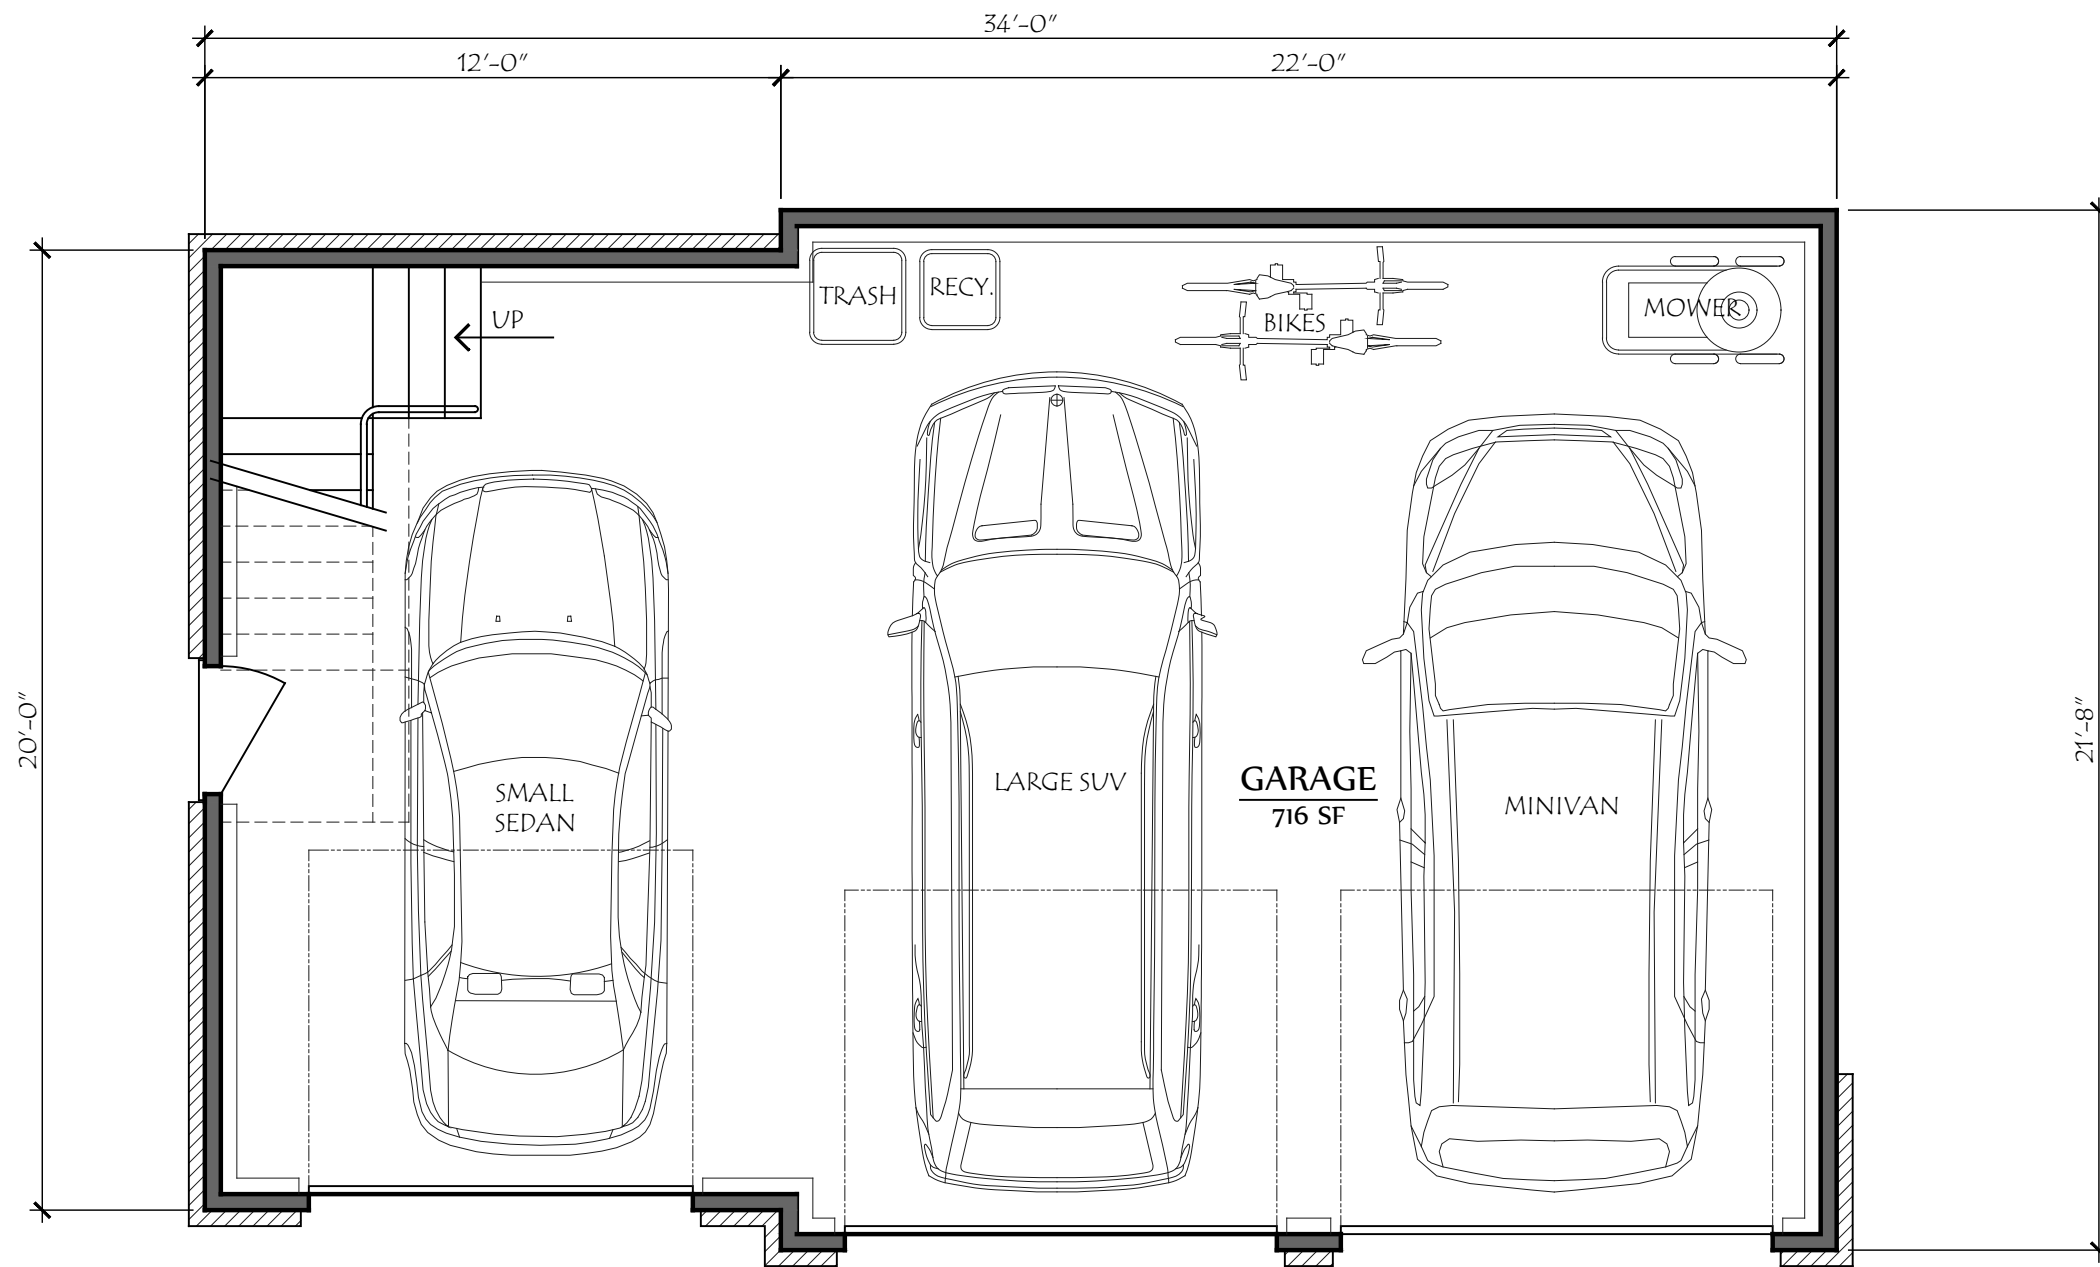 34'-0"
12'-0"
22'-0"
TRASH
RECY.
BIKES
MOWER
UP
20'-0"
21'-8"
SMALL
SEDAN
LARGE SUV
GARAGE
716 SF
MINIVAN